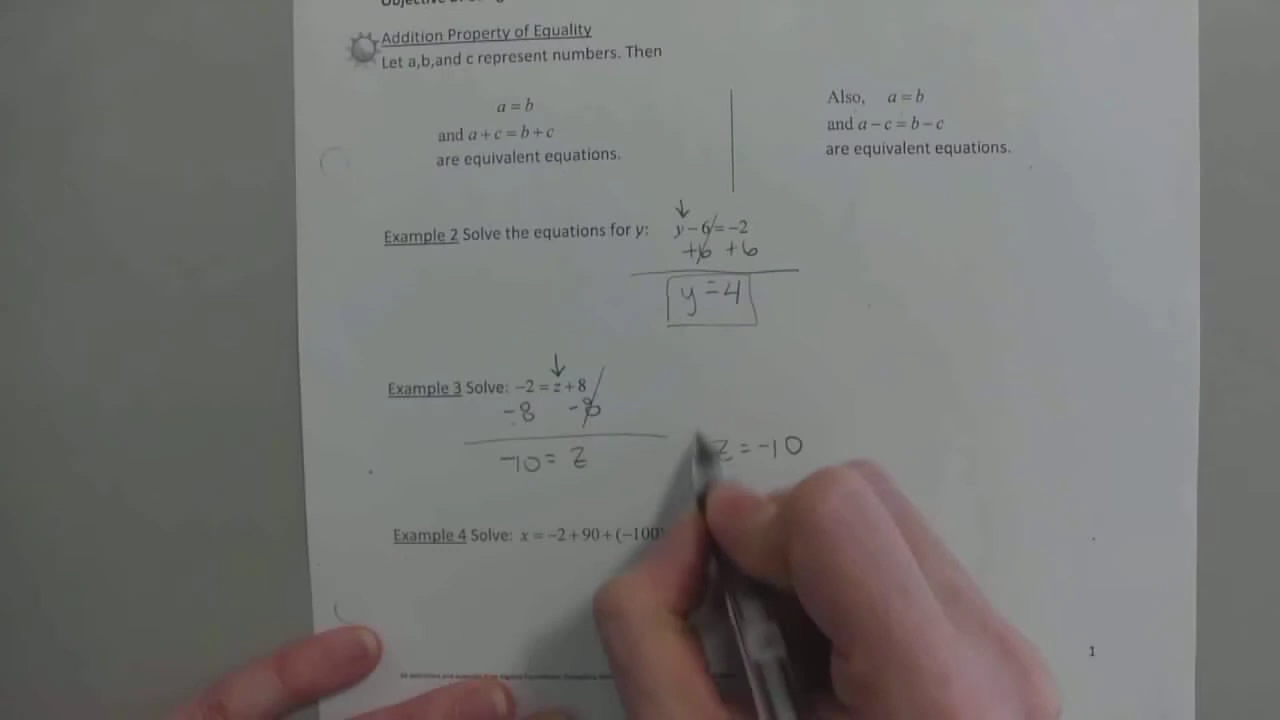 Addition Property of Equality
Let a,b,and c represent numbers. Then
a = b
and a + c = b + c
are equivalent equations.
Also, a = b
and a − c = b − c
are equivalent equations.
Example 2 Solve the equations for y: y − 6 = −2
+6 +6
y = 4
Example 3 Solve: −2 = z + 8
-8 -8
-10 = z
z = -10
Example 4 Solve: x = −2 + 90 + (−100)
1